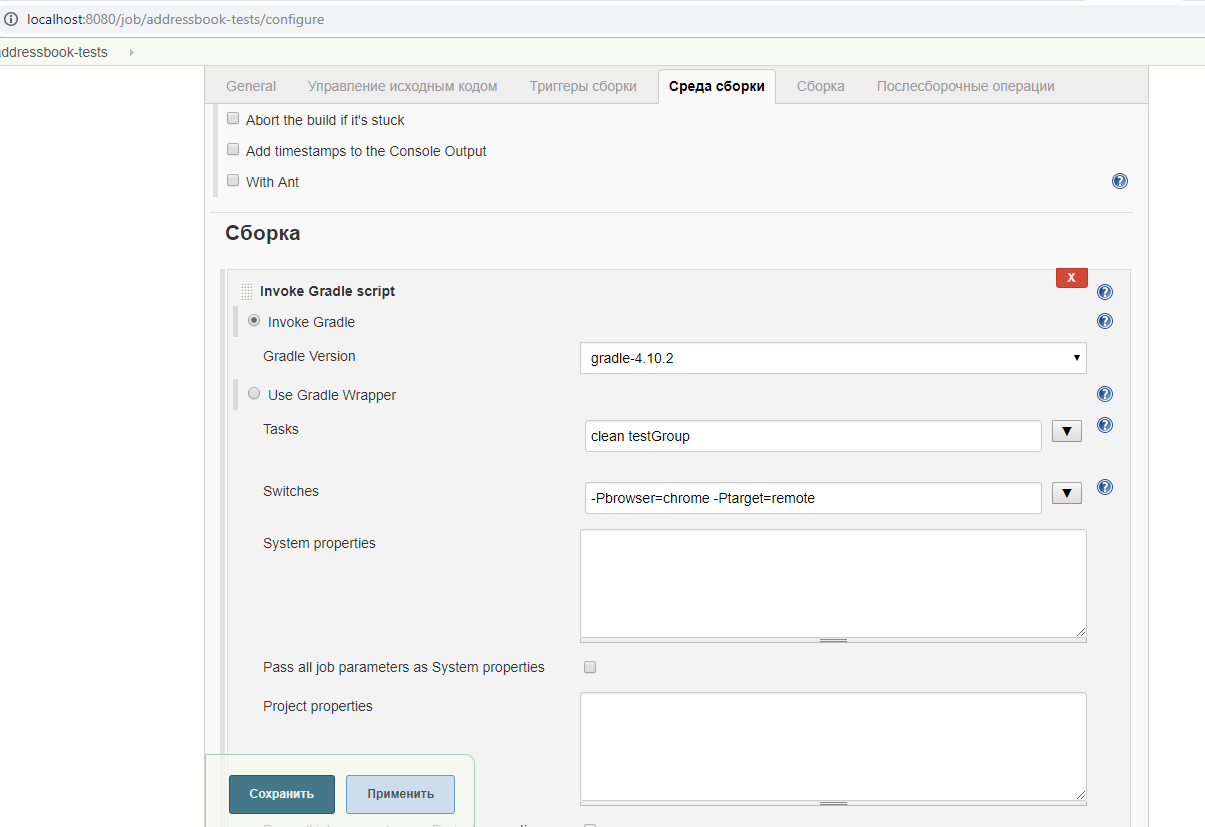 localhost:8080/job/addressbook-tests/configure
addressbook-tests
General Управление исходным кодом Триггеры сборки Среда сборки Сборка Послесборочные операции
Abort the build if it's stuck
Add timestamps to the Console Output
With Ant
Сборка
X
Invoke Gradle script
Invoke Gradle
Gradle Version gradle-4.10.2
Use Gradle Wrapper
Tasks clean testGroup
Switches -Pbrowser=chrome -Ptarget=remote
System properties
Pass all job parameters as System properties
Project properties
Сохранить Применить